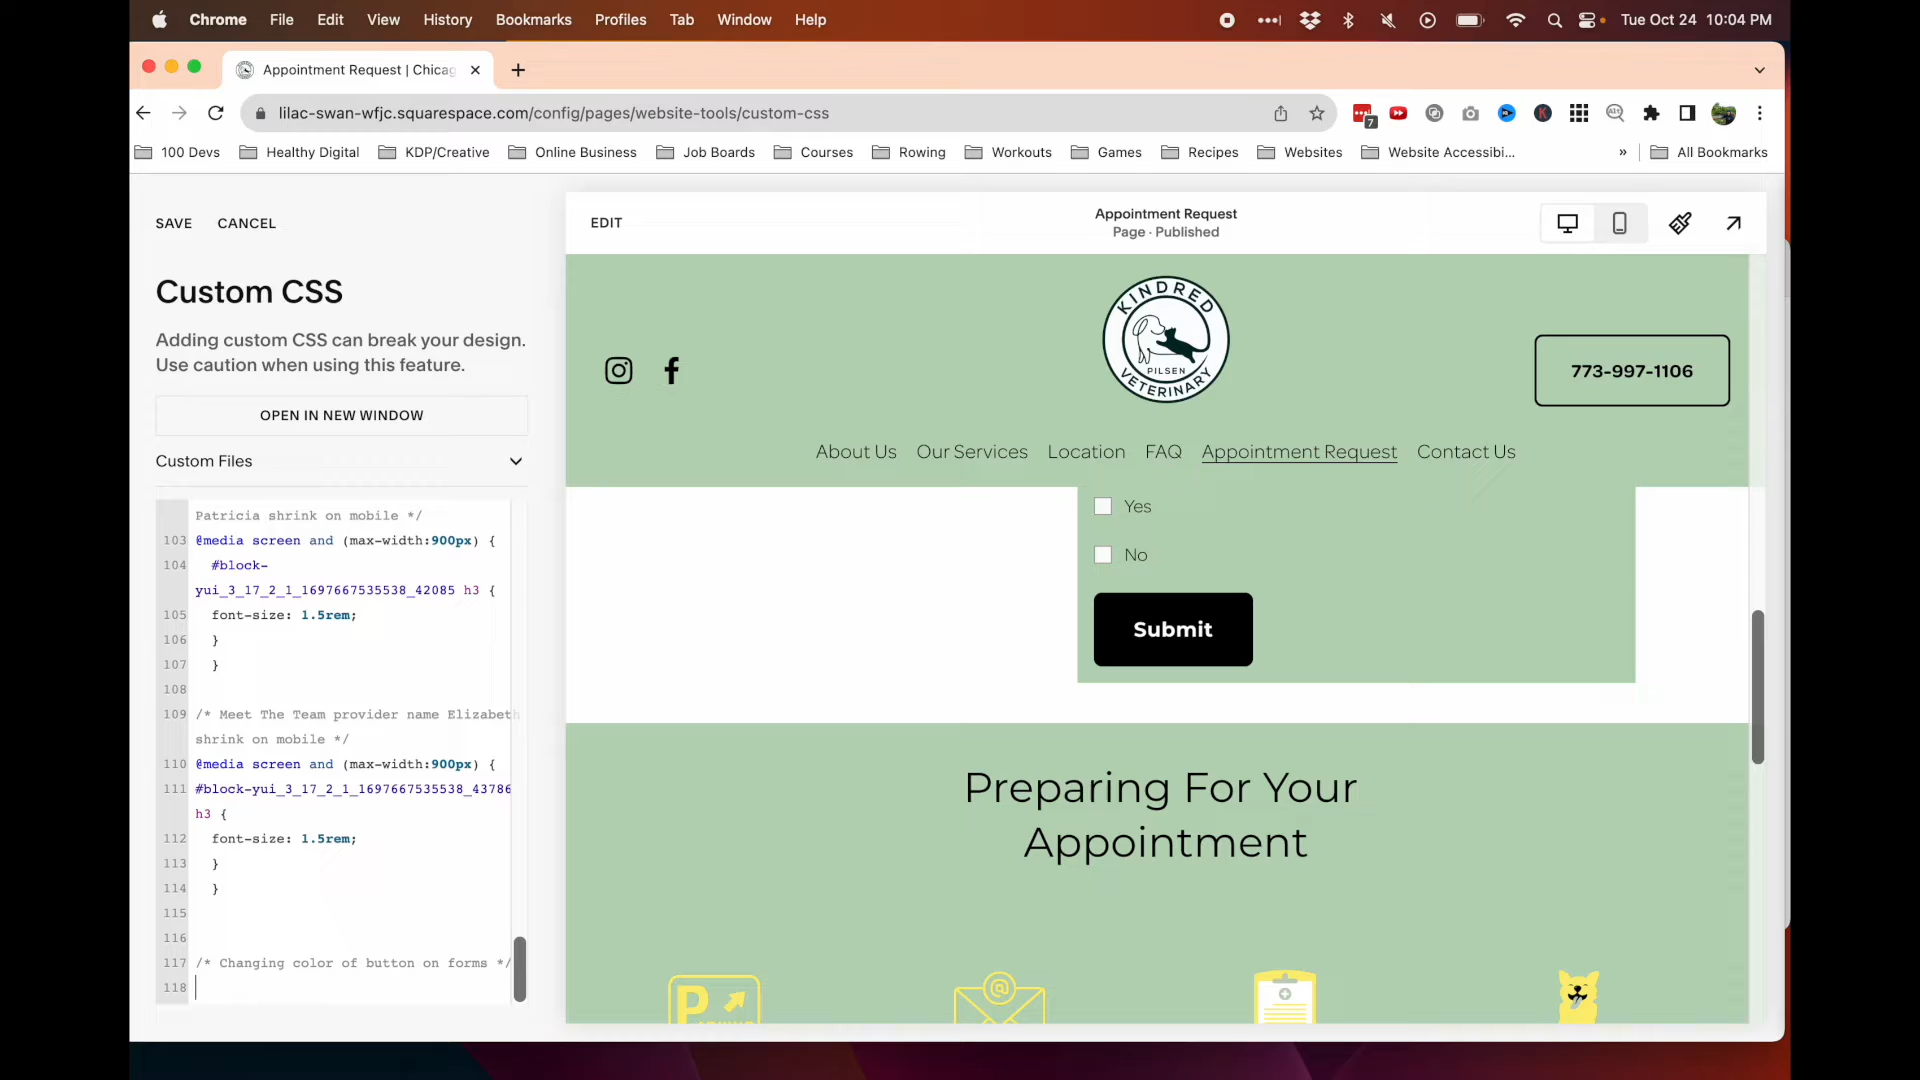 Chrome File Edit View History Bookmarks Profiles Tab Window Help Tue Oct 24 10:04 PM
Appointment Request | Chicag
lilac-swan-wfjc.squarespace.com/config/pages/website-tools/custom-css
7
100 Devs Healthy Digital KDP/Creative Online Business Job Boards Courses Rowing Workouts Games Recipes Websites Website Accessibi... » All Bookmarks
SAVE CANCEL
Custom CSS
Adding custom CSS can break your design.
Use caution when using this feature.
OPEN IN NEW WINDOW
Custom Files
Patricia shrink on mobile */
103 @media screen and (max-width:900px) {
104 #block-
yui_3_17_2_1_1697667535538_42085 h3 {
105 font-size: 1.5rem;
106 }
107 }
108
109 /* Meet The Team provider name Elizabeth
shrink on mobile */
110 @media screen and (max-width:900px) {
111 #block-yui_3_17_2_1_1697667535538_43786
h3 {
112 font-size: 1.5rem;
113 }
114 }
115
116
117 /* Changing color of button on forms */
118
EDIT
Appointment Request
Page · Published
KINDRED
PILSEN
VETERINARY
773-997-1106
About Us Our Services Location FAQ Appointment Request Contact Us
Yes
No
Submit
Preparing For Your
Appointment
P
@